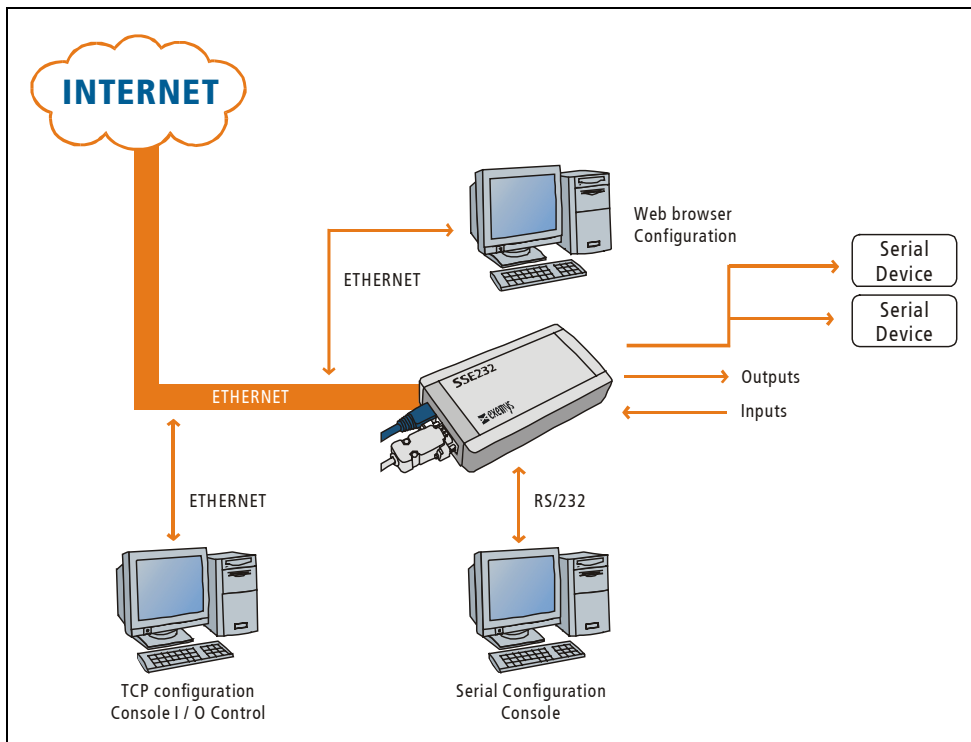 INTERNET
Web browser
Configuration
Serial
Device
ETHERNET
Serial
Device
SSE232
exemys
Outputs
ETHERNET
Inputs
ETHERNET
RS/232
TCP configuration
Console I / O Control
Serial Configuration
Console